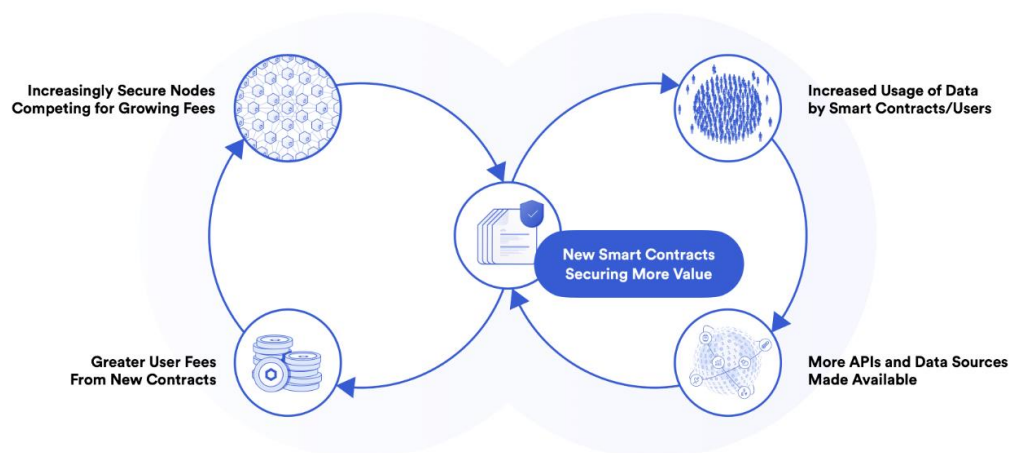 Increasingly Secure Nodes
Competing for Growing Fees
Increased Usage of Data
by Smart Contracts/Users
New Smart Contracts
Securing More Value
Greater User Fees
From New Contracts
More APIs and Data Sources
Made Available